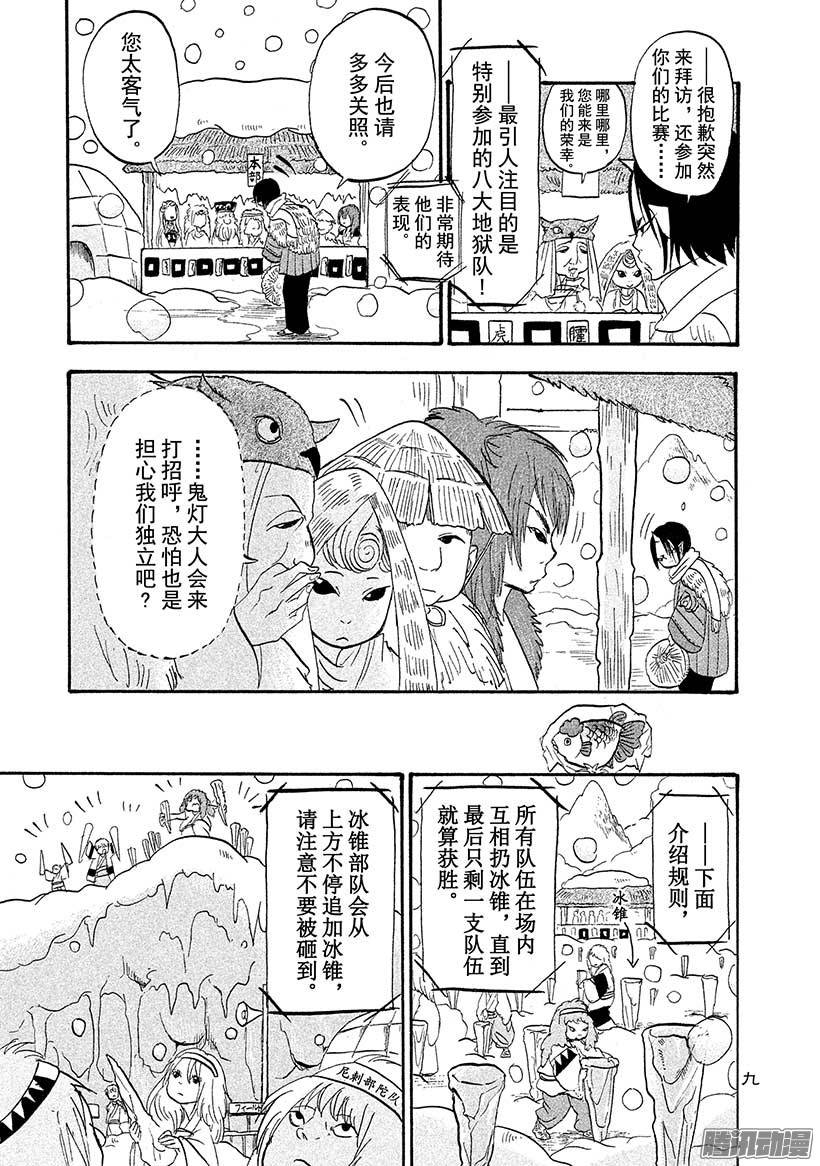 ——很抱歉突然
来拜访，还参加
你们的比赛……
哪里哪里，
您能来是
我们的荣幸。
——最引人注目的是
特别参加的八大地狱队！
非常期待
他们的
表现。
虎
今后也请
多多关照。
您太客
气了。
本部
……鬼灯大人会来
打招呼，恐怕也是
担心我们独立吧？
——下面
介绍规则，
冰锥
所有队伍在场内
互相扔冰锥，直到
最后只剩一支队伍
就算获胜。
冰锥部队会从
上方不停追加冰锥，
请注意不要被砸到。
尼剌部陀队
九
腾讯动漫